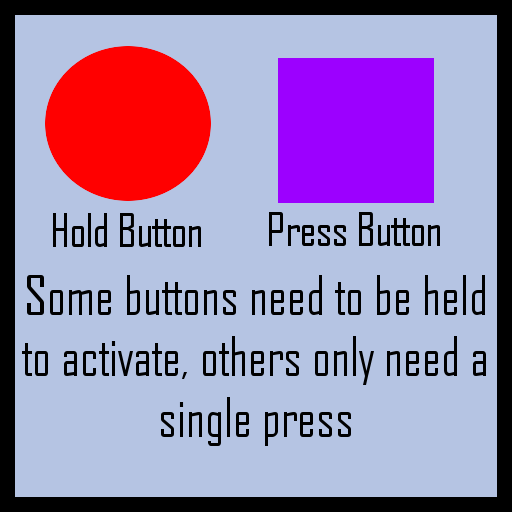 Hold Button
Press Button
Some buttons need to be held
to activate, others only need a
single press